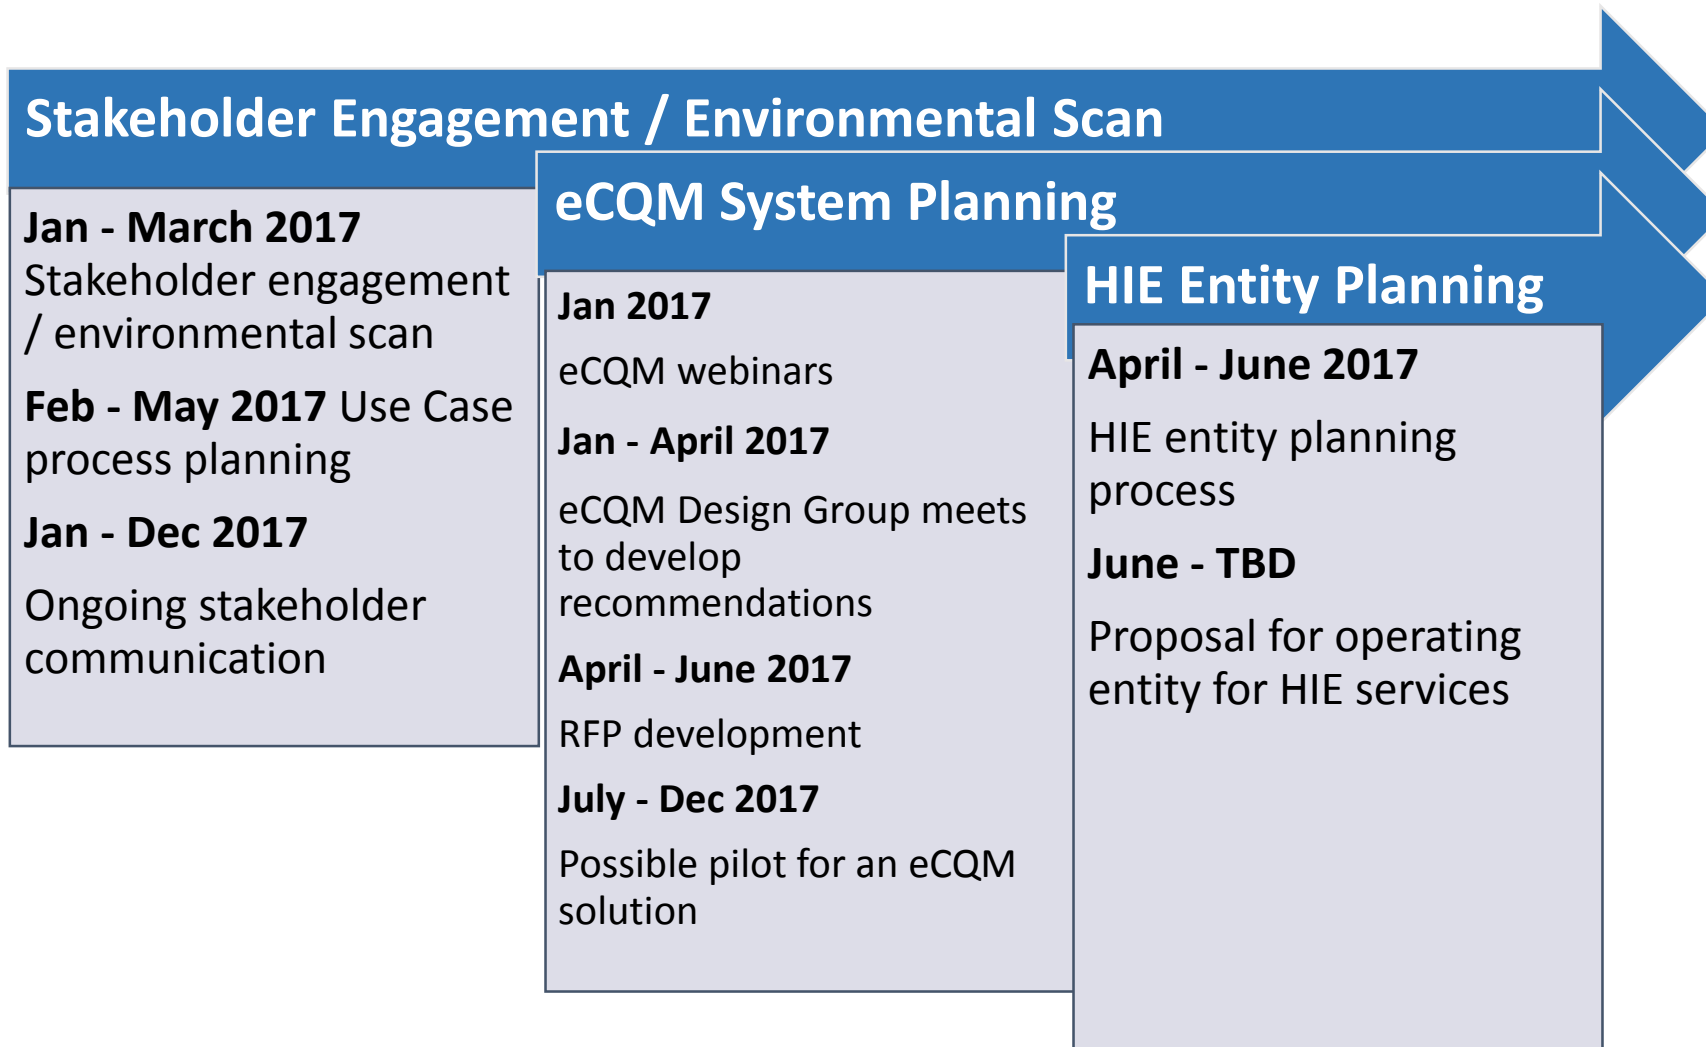 Stakeholder Engagement / Environmental Scan
Jan - March 2017
Stakeholder engagement
/ environmental scan
Feb - May 2017 Use Case
process planning
Jan - Dec 2017
Ongoing stakeholder
communication
eCQM System Planning
Jan 2017
eCQM webinars
Jan - April 2017
eCQM Design Group meets
to develop
recommendations
April - June 2017
RFP development
July - Dec 2017
Possible pilot for an eCQM
solution
HIE Entity Planning
April - June 2017
HIE entity planning
process
June - TBD
Proposal for operating
entity for HIE services